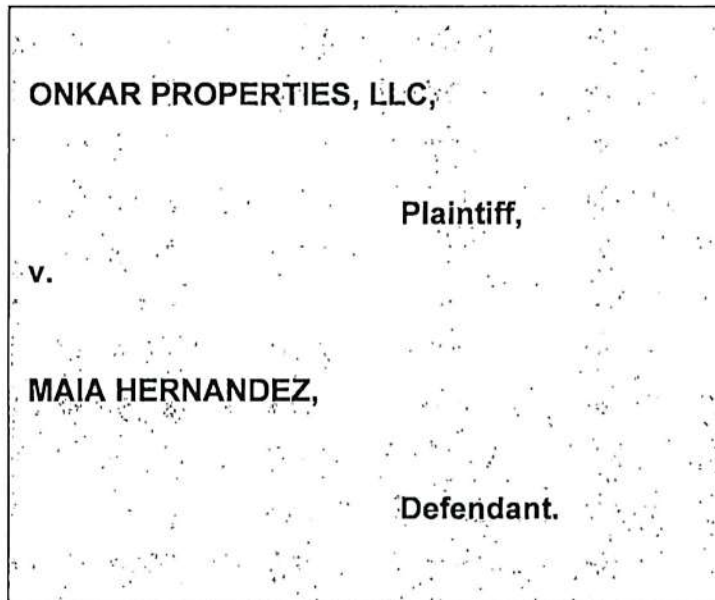 ONKAR PROPERTIES, LLC,
Plaintiff,
v.
MAIA HERNANDEZ,
Defendant.